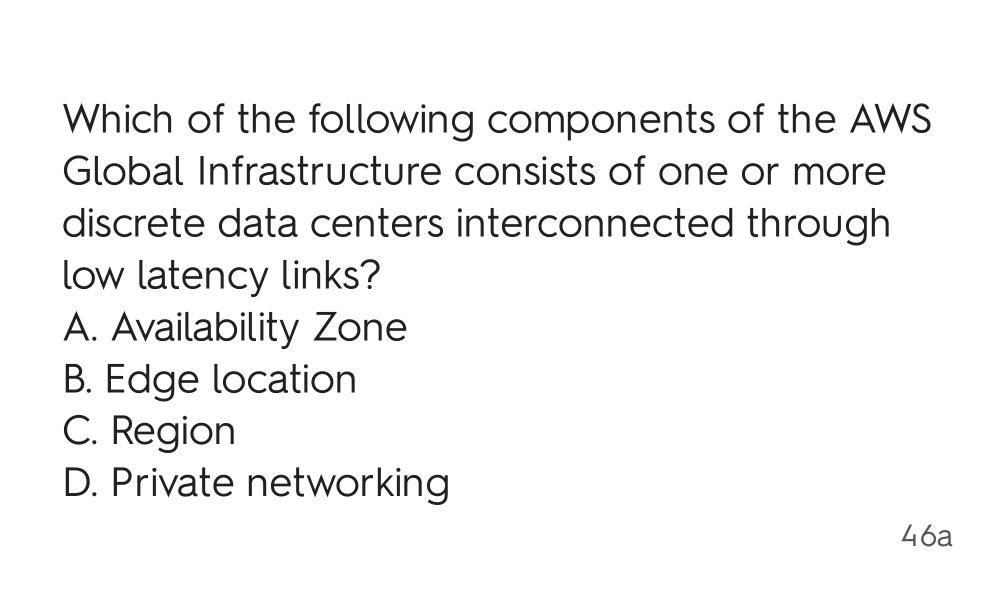 Which of the following components of the AWS
Global Infrastructure consists of one or more
discrete data centers interconnected through
low latency links?
A. Availability Zone
B. Edge location
C. Region
D. Private networking
46a